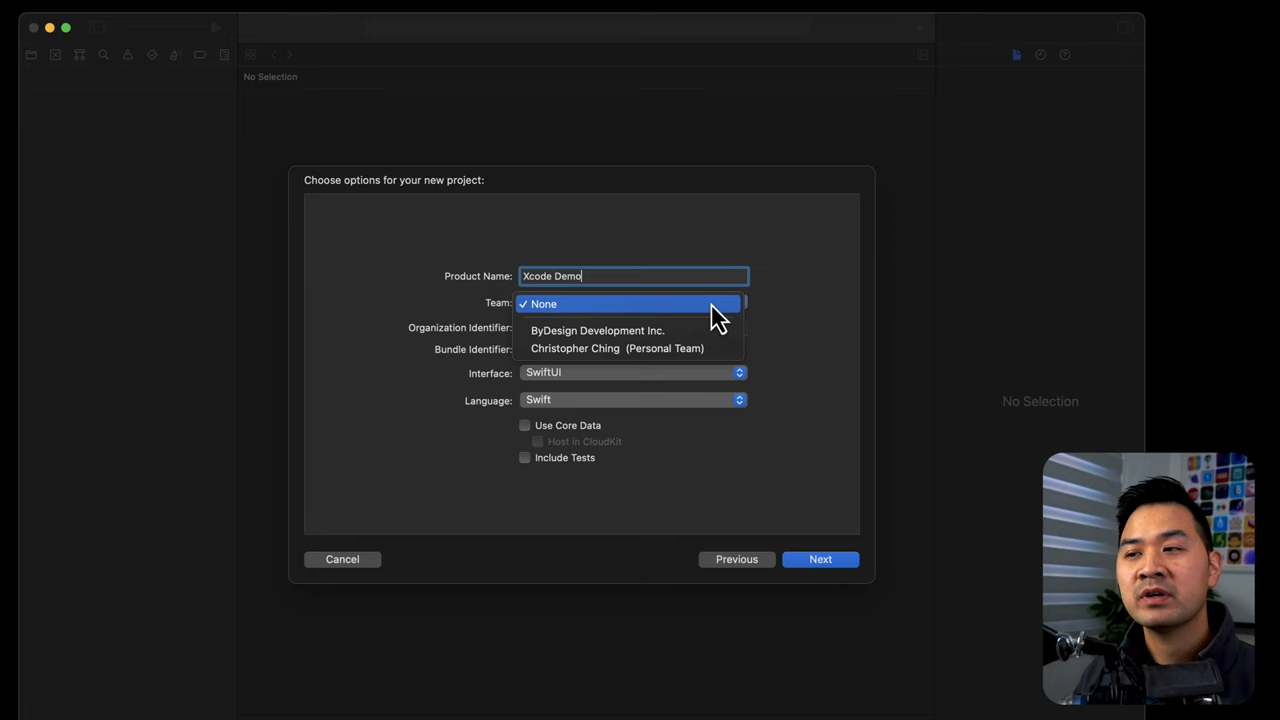 No Selection
Choose options for your new project:
Product Name: Xcode Demo
Team: None
ByDesign Development Inc.
Organization Identifier:
Christopher Ching (Personal Team)
Bundle Identifier:
Interface: SwiftUI
Language: Swift
Use Core Data
Host in CloudKit
Include Tests
No Selection
Cancel
Previous
Next